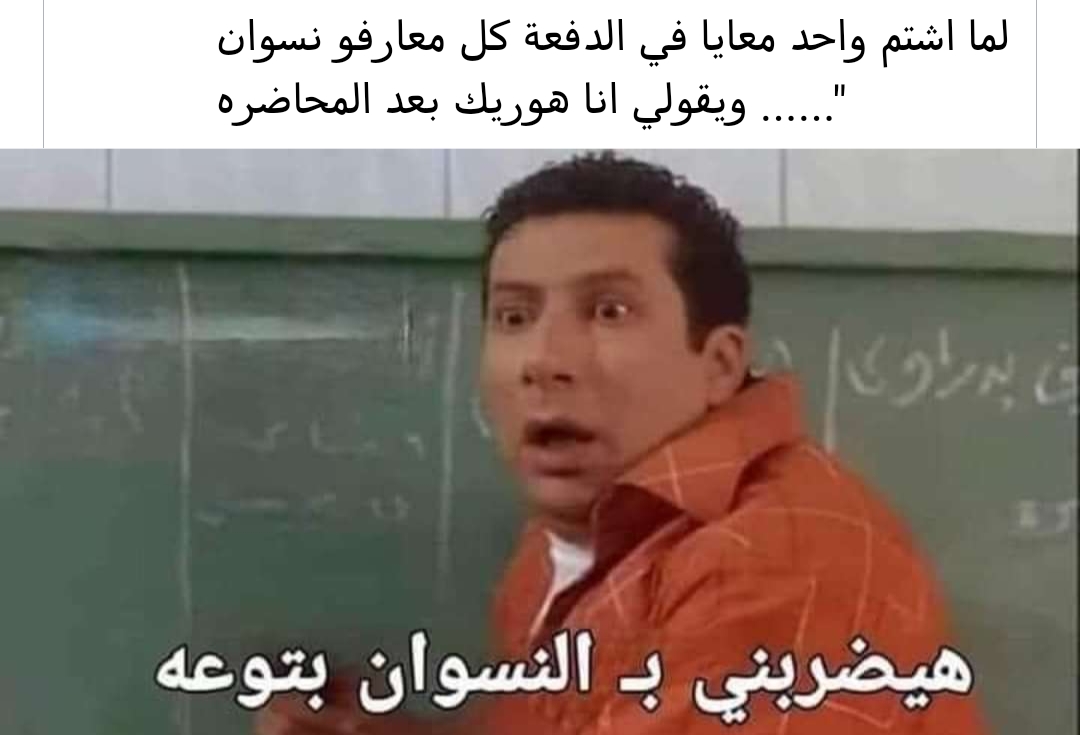 لما اشتم واحد معايا في الدفعة كل معارفو نسوان
ويقولي انا هوريك بعد المحاضره ......"
هيضربني بـ النسوان بتوعه